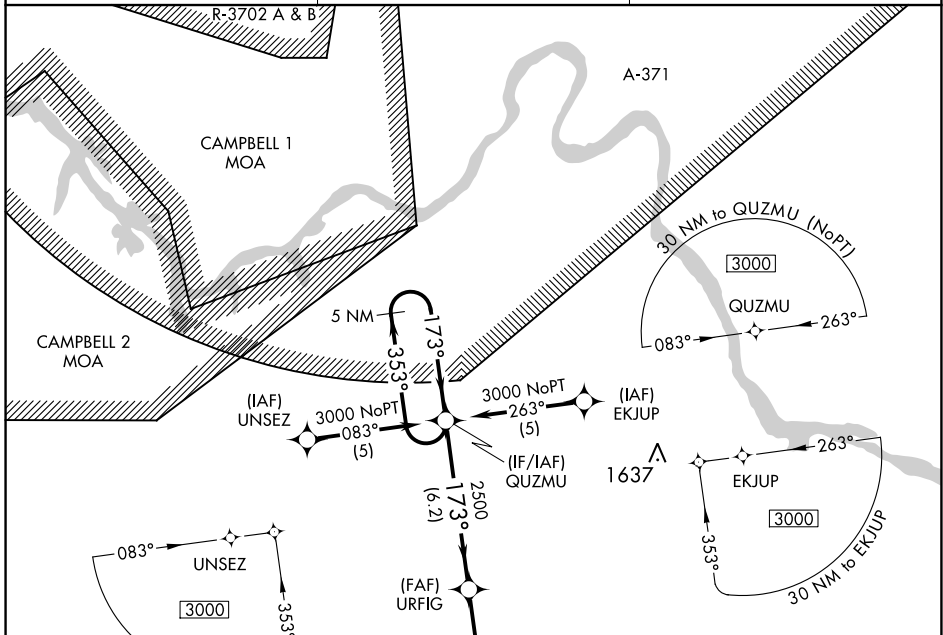 R-3702 A & B
A-371
CAMPBELL 1
MOA
30 NM to QUZMU (NoPT)
3000
QUZMU
083°
263°
5 NM
173°
353°
CAMPBELL 2
MOA
(IAF)
UNSEZ
3000 NoPT
083°
(5)
3000 NoPT
263°
(5)
(IAF)
EKJUP
(IF/IAF)
QUZMU
1637
263°
EKJUP
3000
353°
30 NM to EKJUP
2500
173°
(6.2)
083°
UNSEZ
3000
353°
(FAF)
URFIG